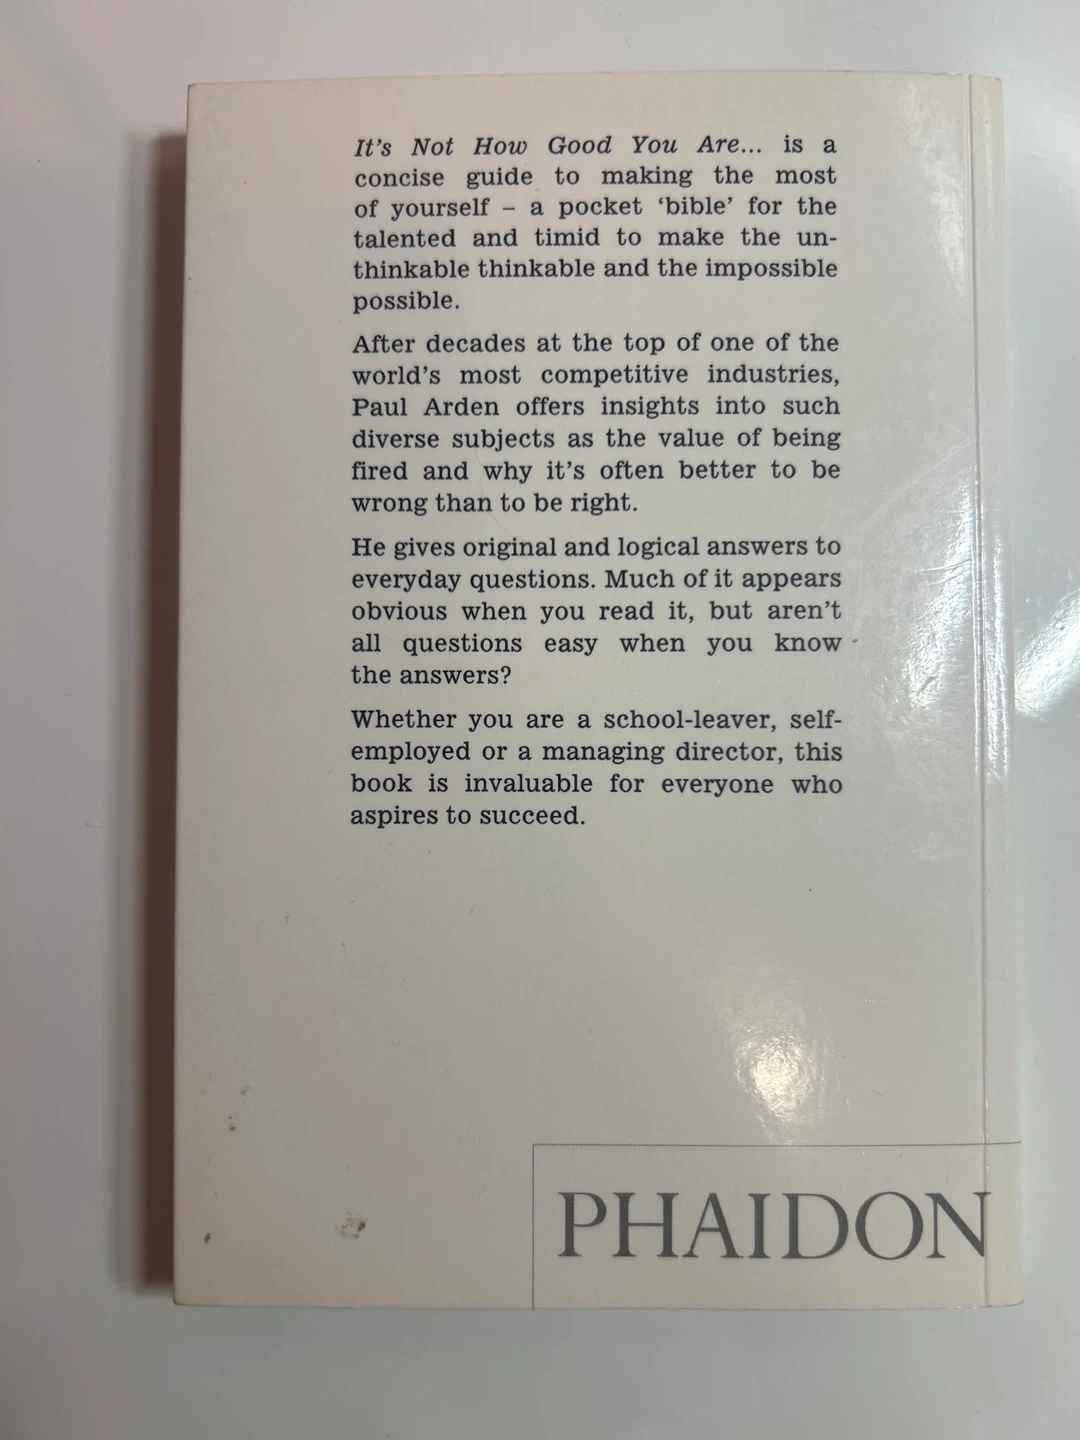 It's Not How Good You Are... is a
concise guide to making the most
of yourself – a pocket ‘bible’ for the
talented and timid to make the un-
thinkable thinkable and the impossible
possible.
After decades at the top of one of the
world's most competitive industries,
Paul Arden offers insights into such
diverse subjects as the value of being
fired and why it's often better to be
wrong than to be right.
He gives original and logical answers to
everyday questions. Much of it appears
obvious when you read it, but aren't
all questions easy when you know
the answers?
Whether you are a school-leaver, self-
employed or a managing director, this
book is invaluable for everyone who
aspires to succeed.
PHAIDON